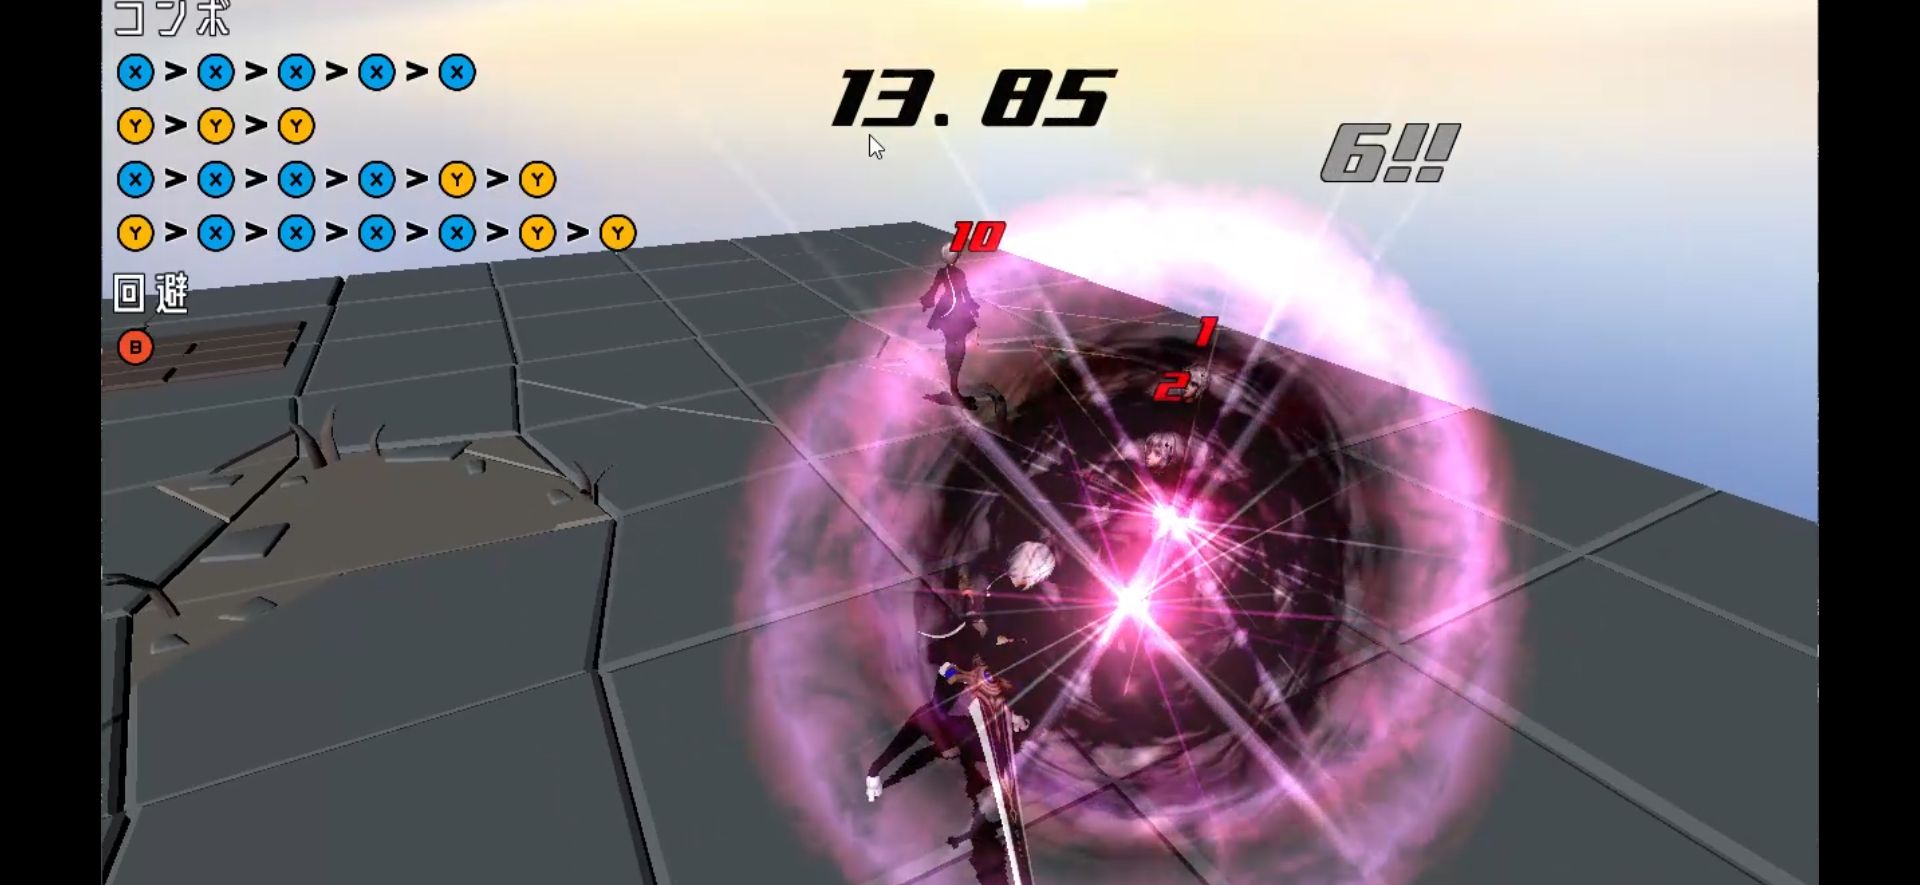 コンボ
X > X > X > X > X
Y > Y > Y
X > X > X > X > Y > Y
Y > X > X > X > X > Y > Y
回避
B
13.85
6!!
10
1
2